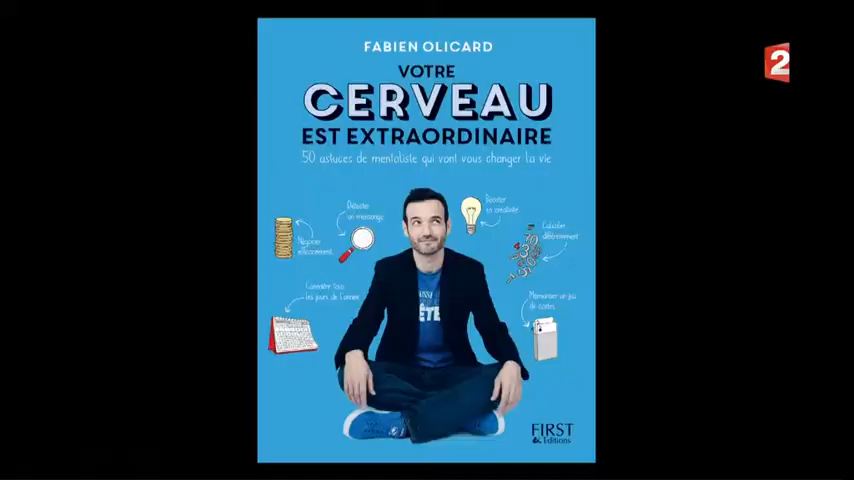 FABIEN OLICARD
2
VOTRE
CERVEAU
EST EXTRAORDINAIRE
50 astuces de mentaliste qui vont vous changer la vie
Détecter
un mensonge
Booster
sa créativité
Négocier
efficacement
Calculer
Connaître tous
les jours de l'année
Mémoriser un jeu
de cartes
FIRST
& Editions